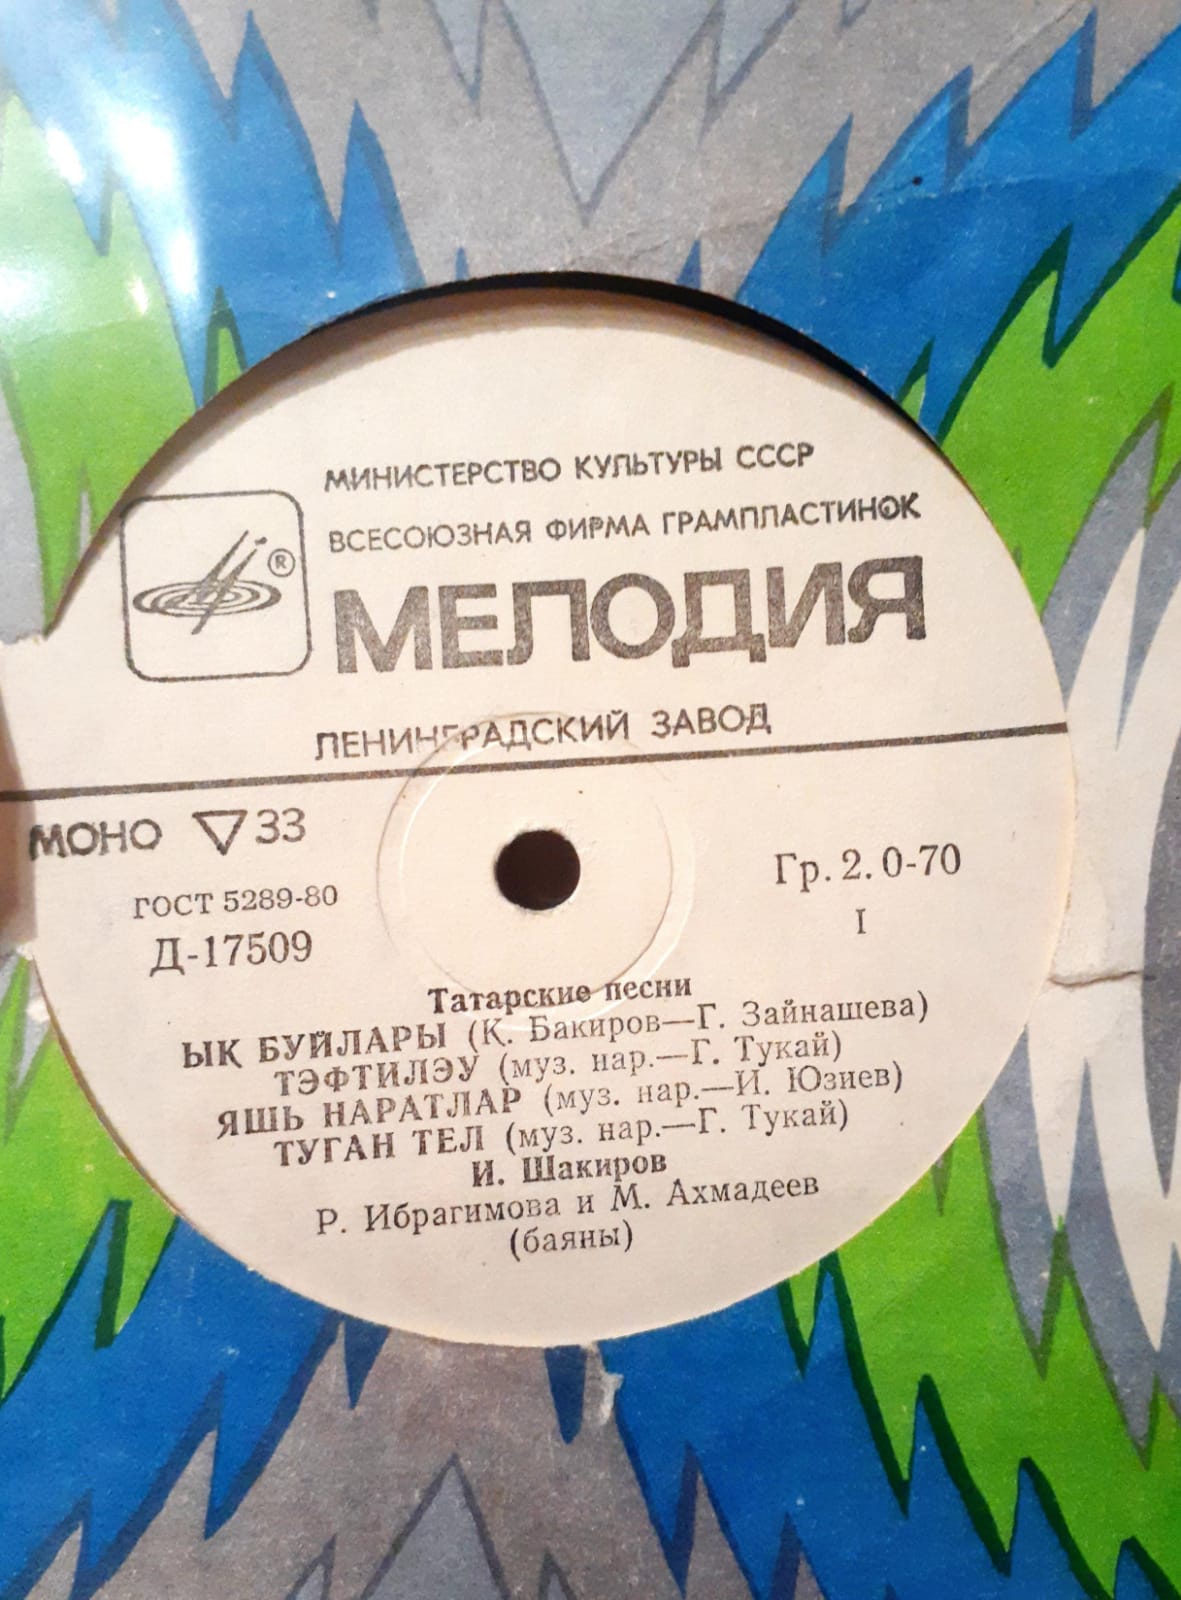 МИНИСТЕРСТВО КУЛЬТУРЫ СССР
ВСЕСОЮЗНАЯ ФИРМА ГРАМПЛАСТИНОК
®
МЕЛОДИЯ
ЛЕНИНГРАДСКИЙ ЗАВОД
МОНО ▽ 33
ГОСТ 5289-80
Д-17509
Гр. 2. 0-70
I
Татарские песни
ЫК БУЙЛАРЫ (К. Бакиров—Г. Зайнашева)
ТЭФТИЛЭУ (муз. нар.—Г. Тукай)
ЯШЬ НАРАТЛАР (муз. нар.—И. Юзиев)
ТУГАН ТЕЛ (муз. нар.—Г. Тукай)
И. Шакиров
Р. Ибрагимова и М. Ахмадеев
(баяны)